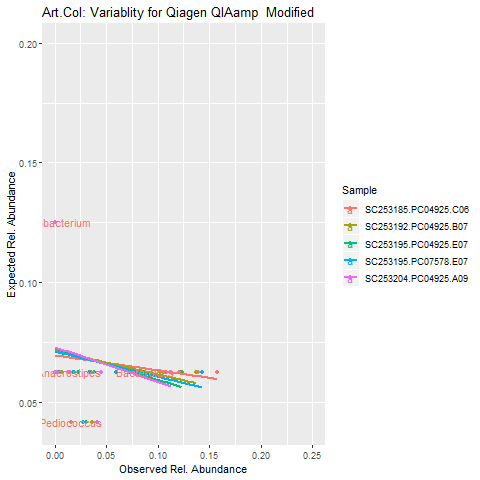 Art.Col: Variablity for Qiagen QIAamp  Modified
0.20
0.15
0.10
0.05
Expected Rel. Abundance
bacterium
Anaerostipes
Pediococcus
0.00
0.05
0.10
0.15
0.20
0.25
Observed Rel. Abundance
Sample
SC253185.PC04925.C06
SC253192.PC04925.B07
SC253195.PC04925.E07
SC253195.PC07578.E07
SC253204.PC04925.A09